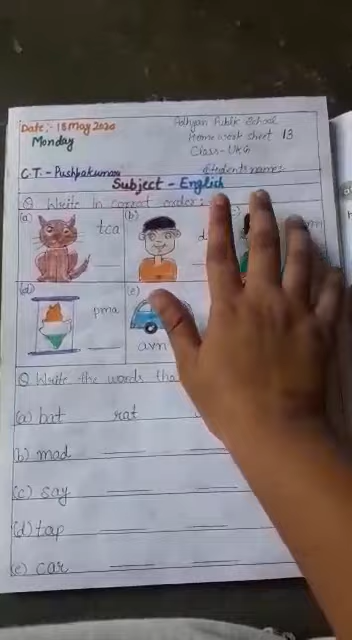 Date:- 18 May 2020
Monday
Adhyan Public School
Home work sheet 13
Class- UKG
C.T.- Pushpakumari
Student's name:
Subject - English
Q Write in correct order:
(a) tca
(b)
(d) pma
(e) avn
Q Write the words tha
(a) bat rat
b) mad
(c) say
(d) tap
(e) car